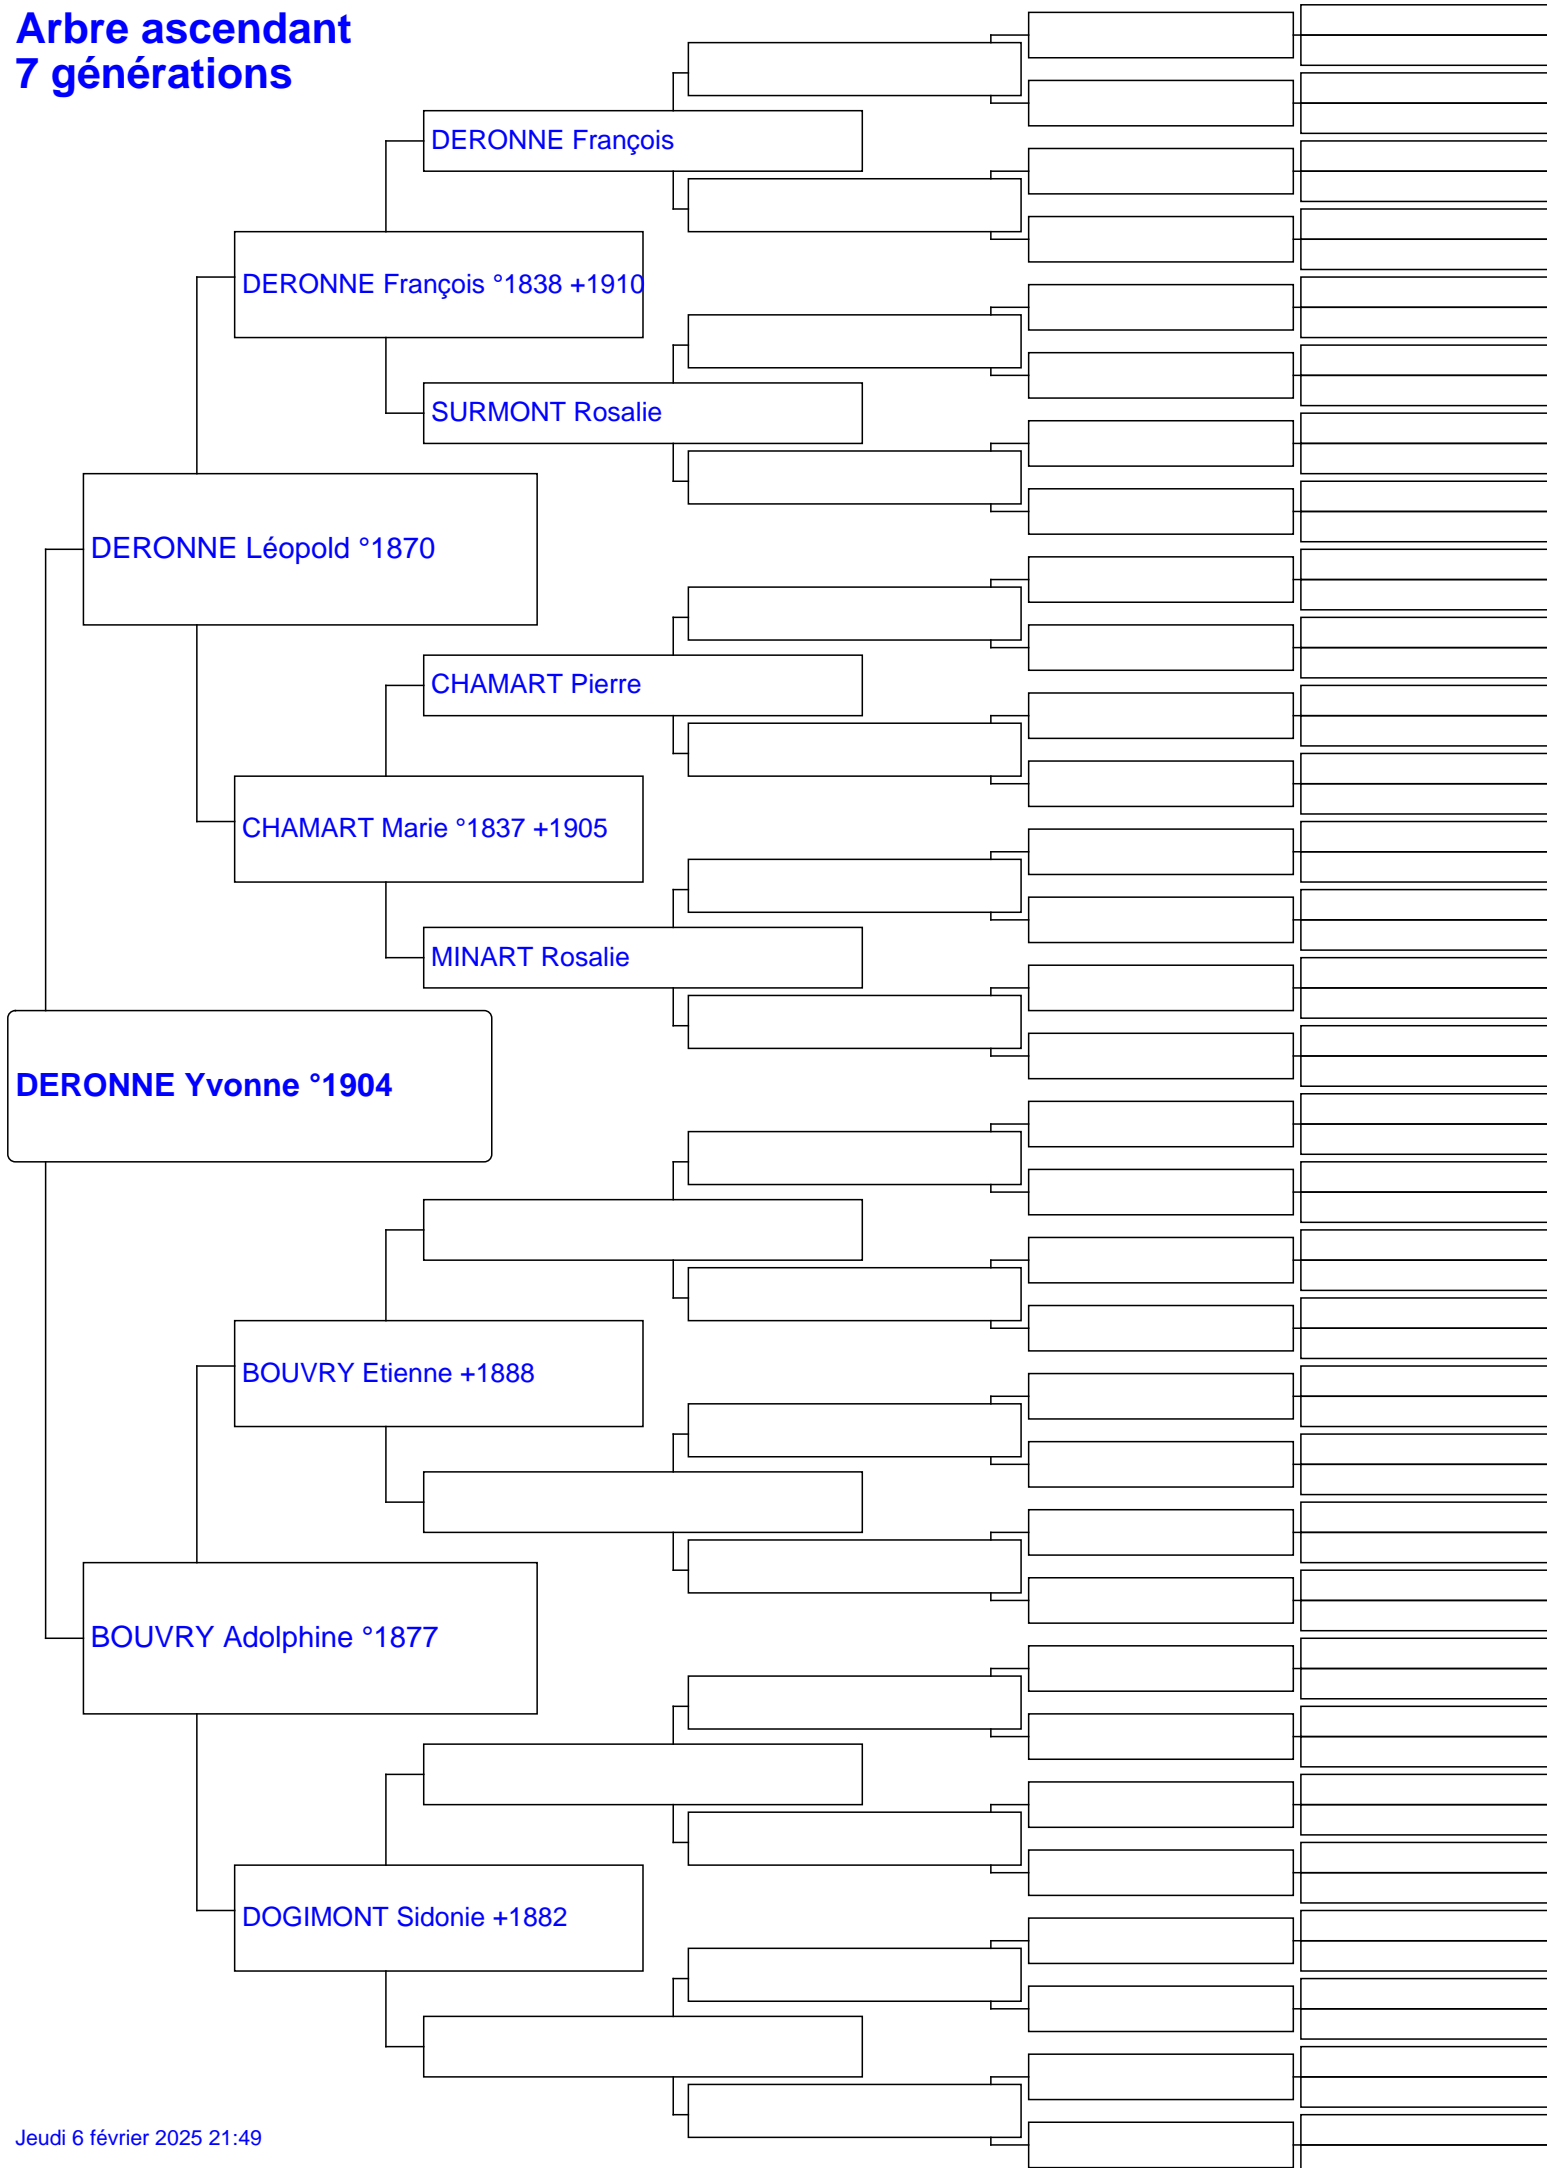 Arbre ascendant
7 générations
DERONNE François
DERONNE François °1838 +1910
SURMONT Rosalie
DERONNE Léopold °1870
CHAMART Pierre
CHAMART Marie °1837 +1905
MINART Rosalie
DERONNE Yvonne °1904
BOUVRY Etienne +1888
BOUVRY Adolphine °1877
DOGIMONT Sidonie +1882
Jeudi 6 février 2025 21:49